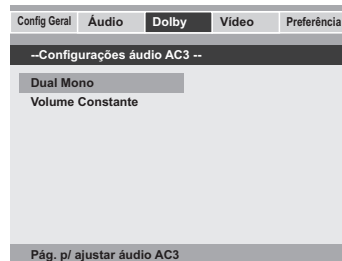 Config Geral Áudio Dolby Vídeo Preferência
--Configurações áudio AC3 --
Dual Mono
Volume Constante
Pág. p/ ajustar áudio AC3